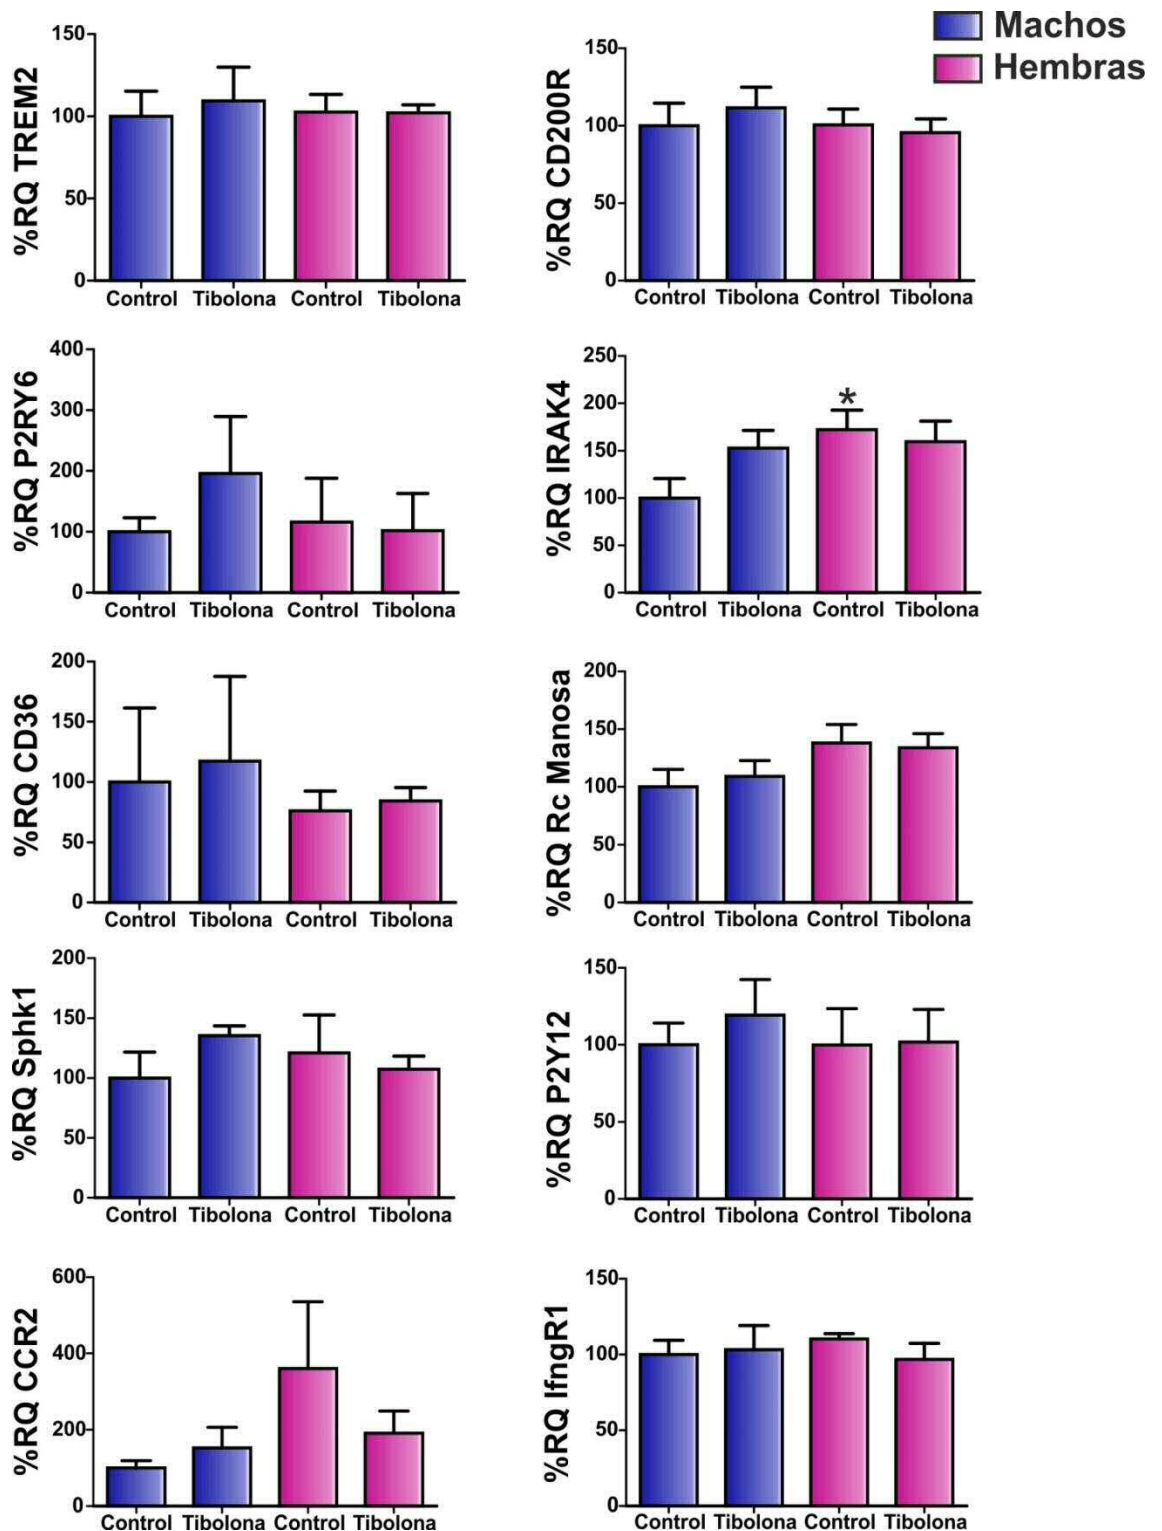 Machos
Hembras
%RQ TREM2
150
100
50
0
Control Tibolona Control Tibolona
%RQ CD200R
150
100
50
0
Control Tibolona Control Tibolona
%RQ P2RY6
400
300
200
100
0
Control Tibolona Control Tibolona
%RQ IRAK4
250
200
150
100
50
0
*
Control Tibolona Control Tibolona
%RQ CD36
200
150
100
50
0
Control Tibolona Control Tibolona
%RQ Rc Manosa
200
150
100
50
0
Control Tibolona Control Tibolona
%RQ Sphk1
200
150
100
50
0
Control Tibolona Control Tibolona
%RQ P2Y12
150
100
50
0
Control Tibolona Control Tibolona
%RQ CCR2
600
400
200
0
Control Tibolona Control Tibolona
%RQ IfngR1
150
100
50
0
Control Tibolona Control Tibolona